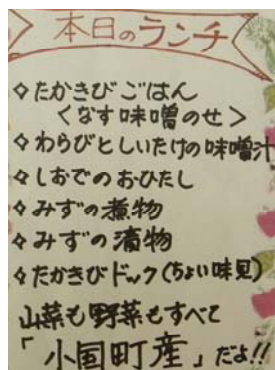 本日のランチ
◇たかきびごはん
<なす味噌のせ>
◇わらびとしいたけの味噌汁
◇しおでのおひたし
◇みずの煮物
◇みずの漬物
◇たかきびドック(ちょい味見)
山菜も野菜もすべて
「小国町産」だよ!!